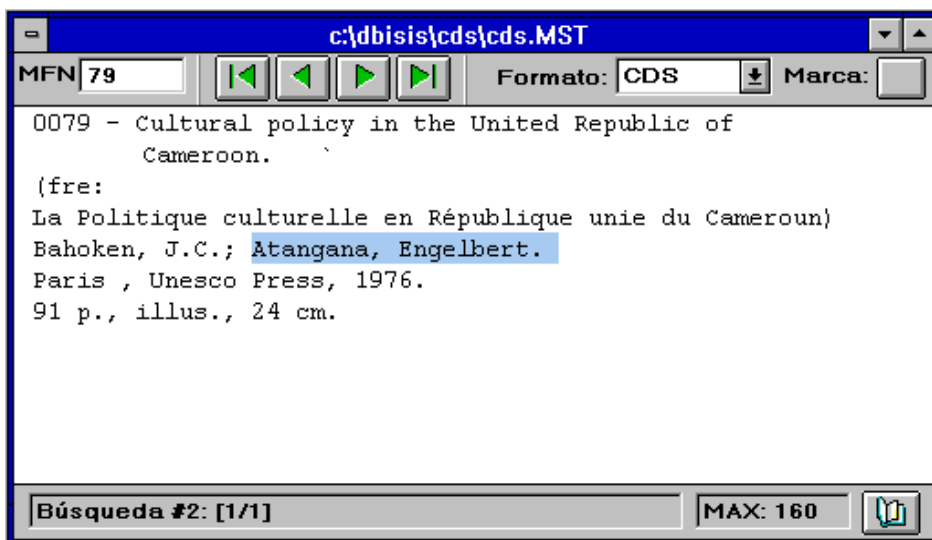 c:\dbisis\cds\cds.MST
MFN 79 Formato: CDS Marca:
0079 - Cultural policy in the United Republic of
Cameroon. `
(fre:
La Politique culturelle en République unie du Cameroun)
Bahoken, J.C.; Atangana, Engelbert.
Paris , Unesco Press, 1976.
91 p., illus., 24 cm.
Búsqueda #2: [1/1] MAX: 160